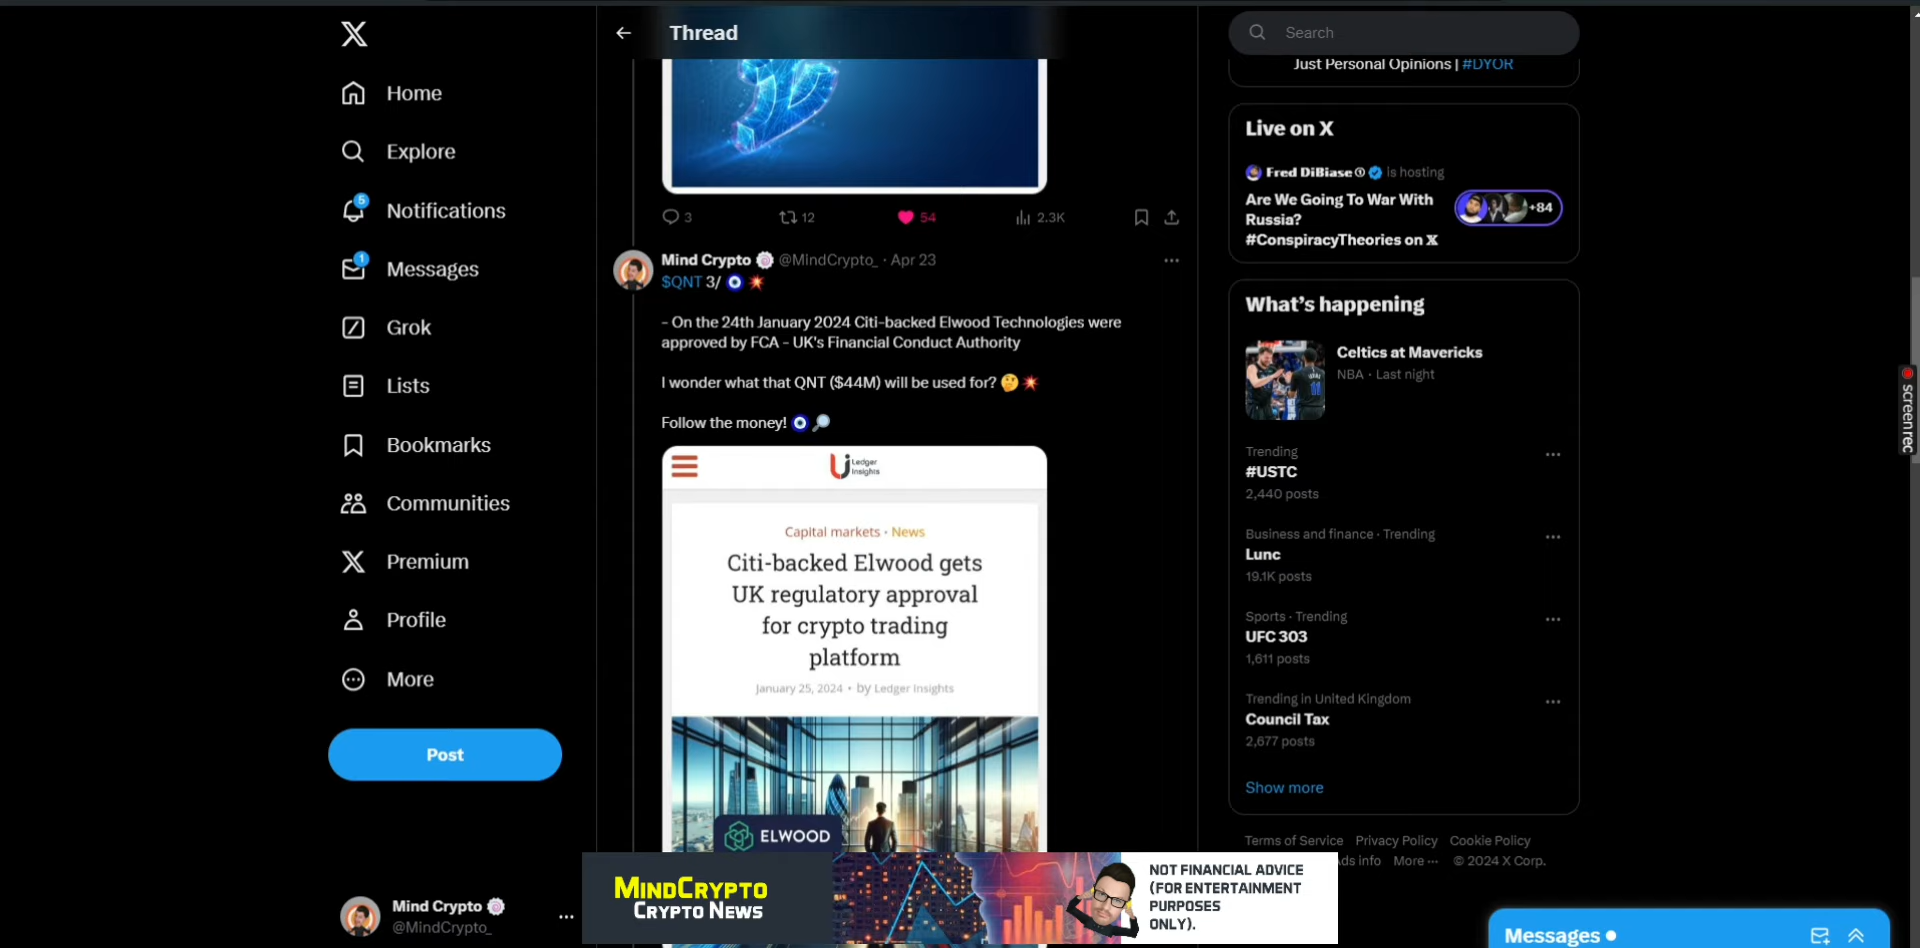 Home
Explore
5
Notifications
1
Messages
Grok
Lists
Bookmarks
Communities
Premium
Profile
More
Post
Mind Crypto
@MindCrypto_
Thread
3
12
54
2.3K
Mind Crypto @MindCrypto_ · Apr 23
$QNT 3/
- On the 24th January 2024 Citi-backed Elwood Technologies were
approved by FCA - UK's Financial Conduct Authority
I wonder what that QNT ($44M) will be used for?
Follow the money!
Ledger
Insights
Capital markets · News
Citi-backed Elwood gets
UK regulatory approval
for crypto trading
platform
January 25, 2024 • by Ledger Insights
ELWOOD
MINDCRYPTO
CRYPTO NEWS
NOT FINANCIAL ADVICE
(FOR ENTERTAINMENT
PURPOSES
ONLY).
Search
Just Personal Opinions | #DYOR
Live on X
Fred DiBiase is hosting
Are We Going To War With
Russia?
#ConspiracyTheories on X
+84
What's happening
Celtics at Mavericks
NBA · Last night
11
Trending
#USTC
2,440 posts
Business and finance · Trending
Lunc
19.1K posts
Sports · Trending
UFC 303
1,611 posts
Trending in United Kingdom
Council Tax
2,677 posts
Show more
Terms of Service Privacy Policy Cookie Policy
Ads info More ··· © 2024 X Corp.
Messages
screen rec